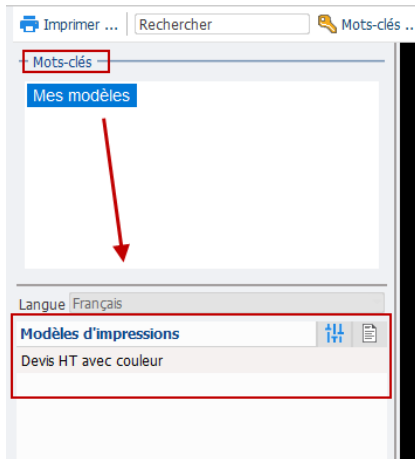 Imprimer ... Rechercher Mots-clés ..
Mots-clés
Mes modèles
Langue Français
Modèles d'impressions
Devis HT avec couleur